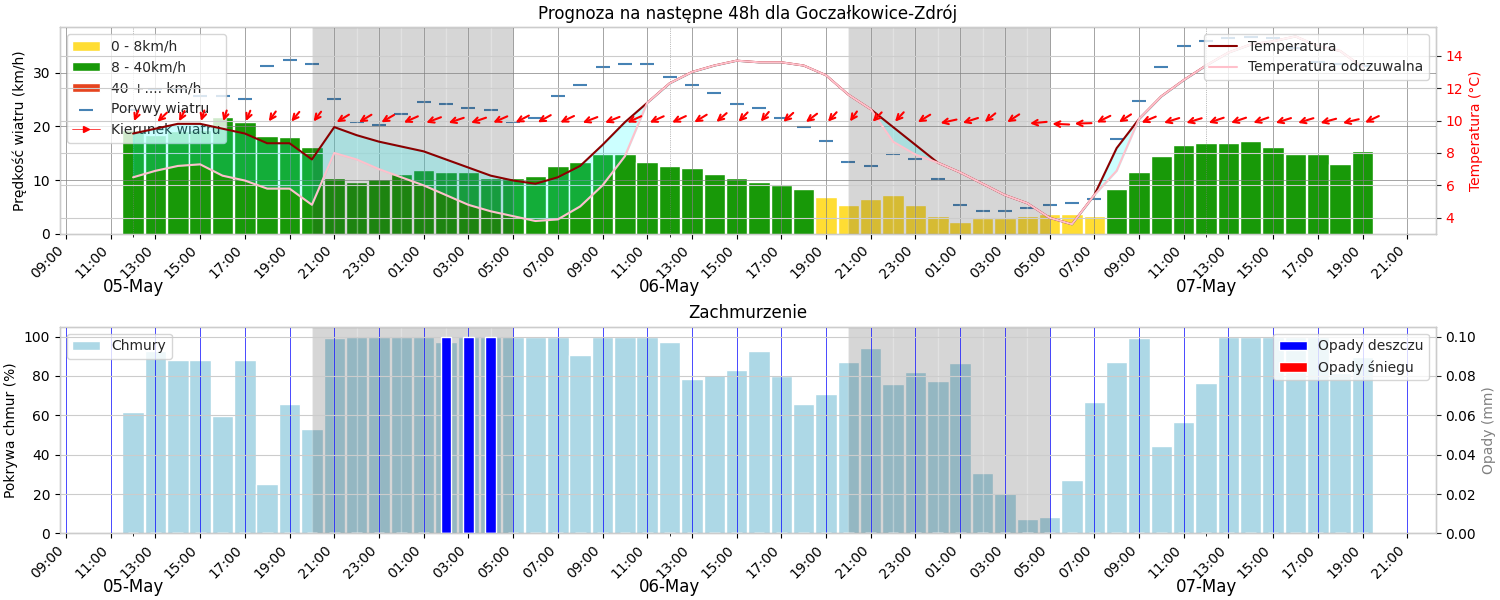 Prognoza na następne 48h dla Goczałkowice-Zdrój
Prędkość wiatru (km/h)
0 - 8km/h
8 - 40km/h
40 + .... km/h
Porywy wiatru
Kierunek wiatru
Temperatura
Temperatura odczuwalna
Temperatura (°C)
30
20
10
0
14
12
10
8
6
4
09:00 11:00 13:00 15:00 17:00 19:00 21:00 23:00 01:00 03:00 05:00 07:00 09:00 11:00 13:00 15:00 17:00 19:00 21:00 23:00 01:00 03:00 05:00 07:00 09:00 11:00 13:00 15:00 17:00 19:00 21:00
05-May 06-May 07-May
Zachmurzenie
Pokrywa chmur (%)
Chmury
Opady deszczu
Opady śniegu
Opady (mm)
100
80
60
40
20
0
0.10
0.08
0.06
0.04
0.02
0.00
09:00 11:00 13:00 15:00 17:00 19:00 21:00 23:00 01:00 03:00 05:00 07:00 09:00 11:00 13:00 15:00 17:00 19:00 21:00 23:00 01:00 03:00 05:00 07:00 09:00 11:00 13:00 15:00 17:00 19:00 21:00
05-May 06-May 07-May